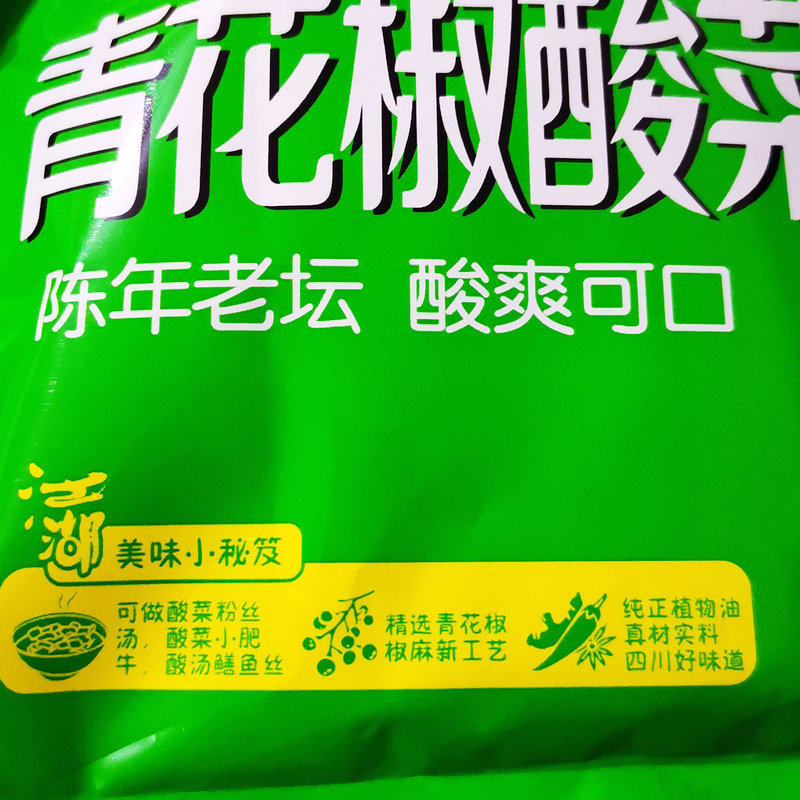 青花椒酸菜
陈年老坛 酸爽可口
江湖
美味·小·秘笈
可做酸菜粉丝
汤，酸菜小肥
牛，酸汤鳝鱼丝
精选青花椒
椒麻新工艺
纯正植物油
真材实料
四川好味道